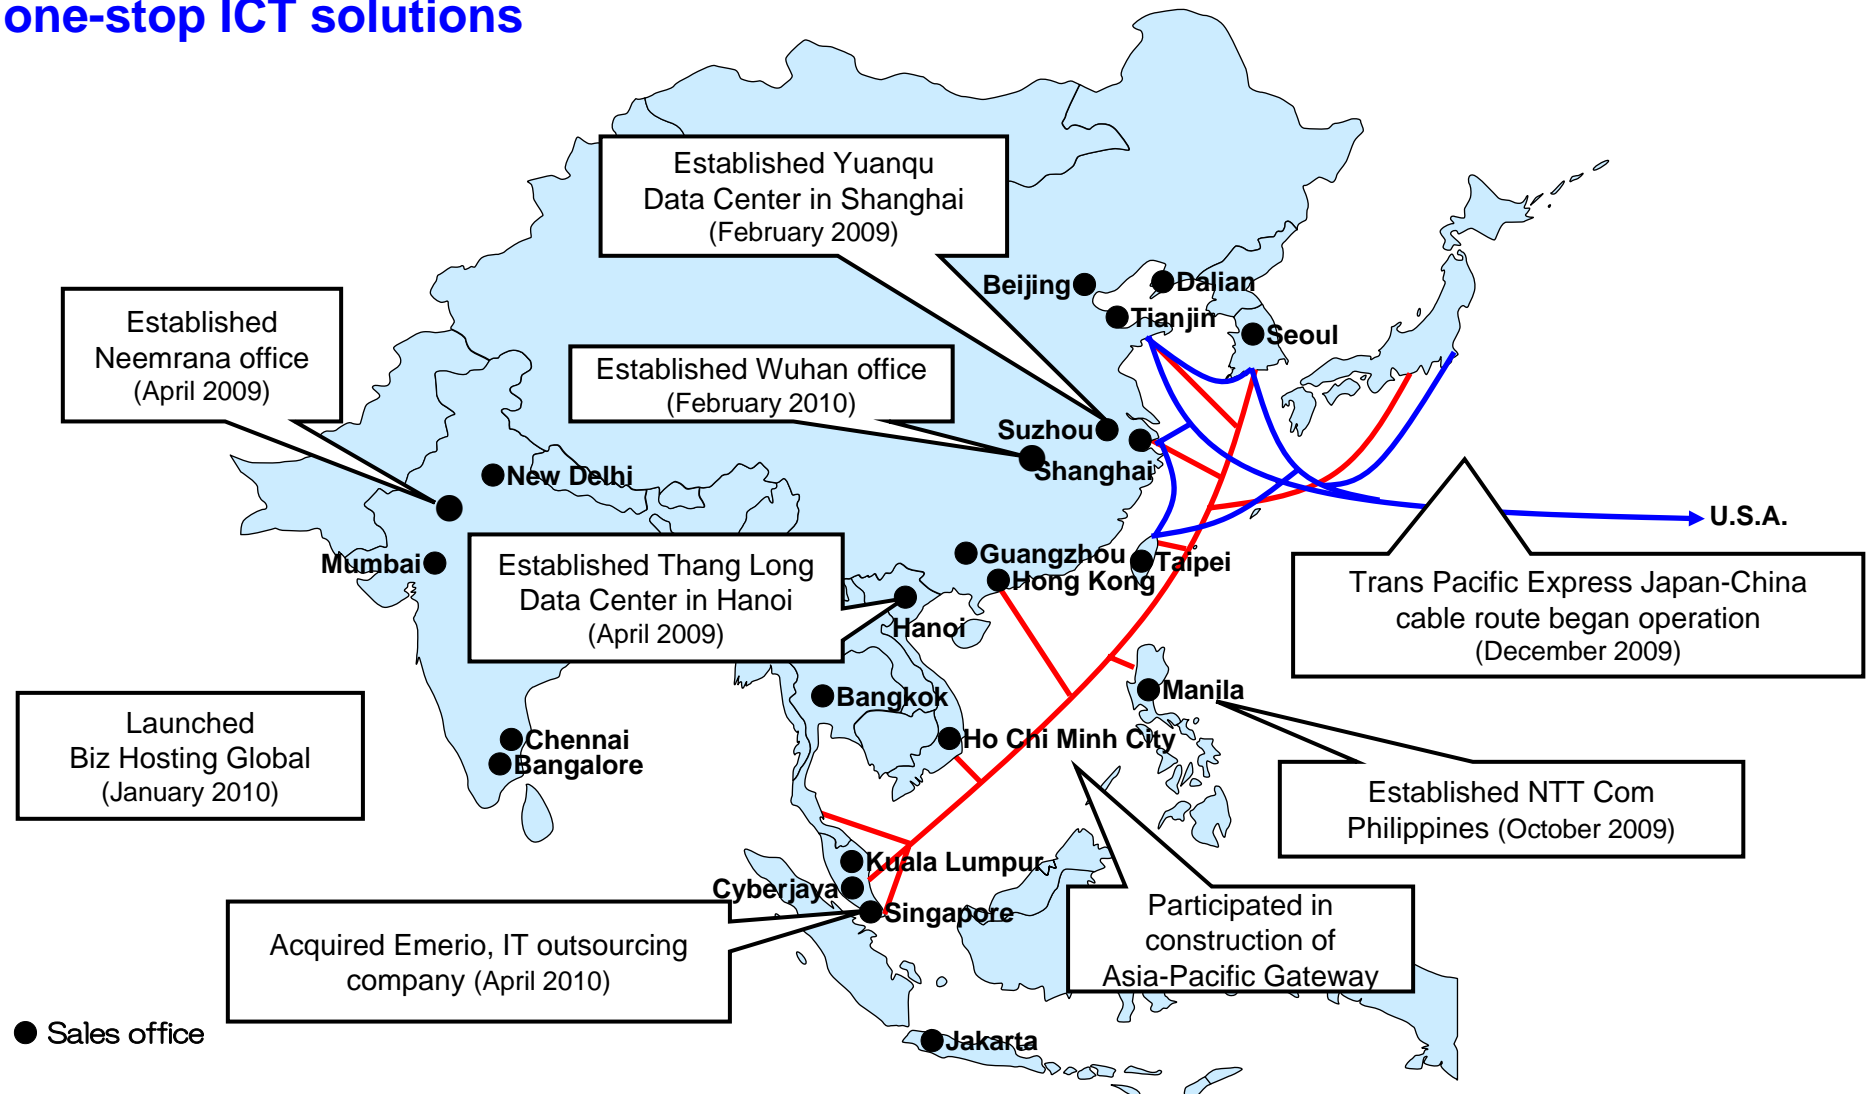 one-stop ICT solutions
Established Yuanqu
Data Center in Shanghai
(February 2009)
Beijing
Dalian
Tianjin
Seoul
Established
Neemrana office
(April 2009)
Established Wuhan office
(February 2010)
Suzhou
Shanghai
New Delhi
U.S.A.
Mumbai
Established Thang Long
Data Center in Hanoi
(April 2009)
Guangzhou
Hong Kong
Taipei
Hanoi
Trans Pacific Express Japan-China
cable route began operation
(December 2009)
Bangkok
Manila
Launched
Biz Hosting Global
(January 2010)
Chennai
Bangalore
Ho Chi Minh City
Established NTT Com
Philippines (October 2009)
Kuala Lumpur
Cyberjaya
Singapore
Participated in
construction of
Asia-Pacific Gateway
Acquired Emerio, IT outsourcing
company (April 2010)
Sales office
Jakarta